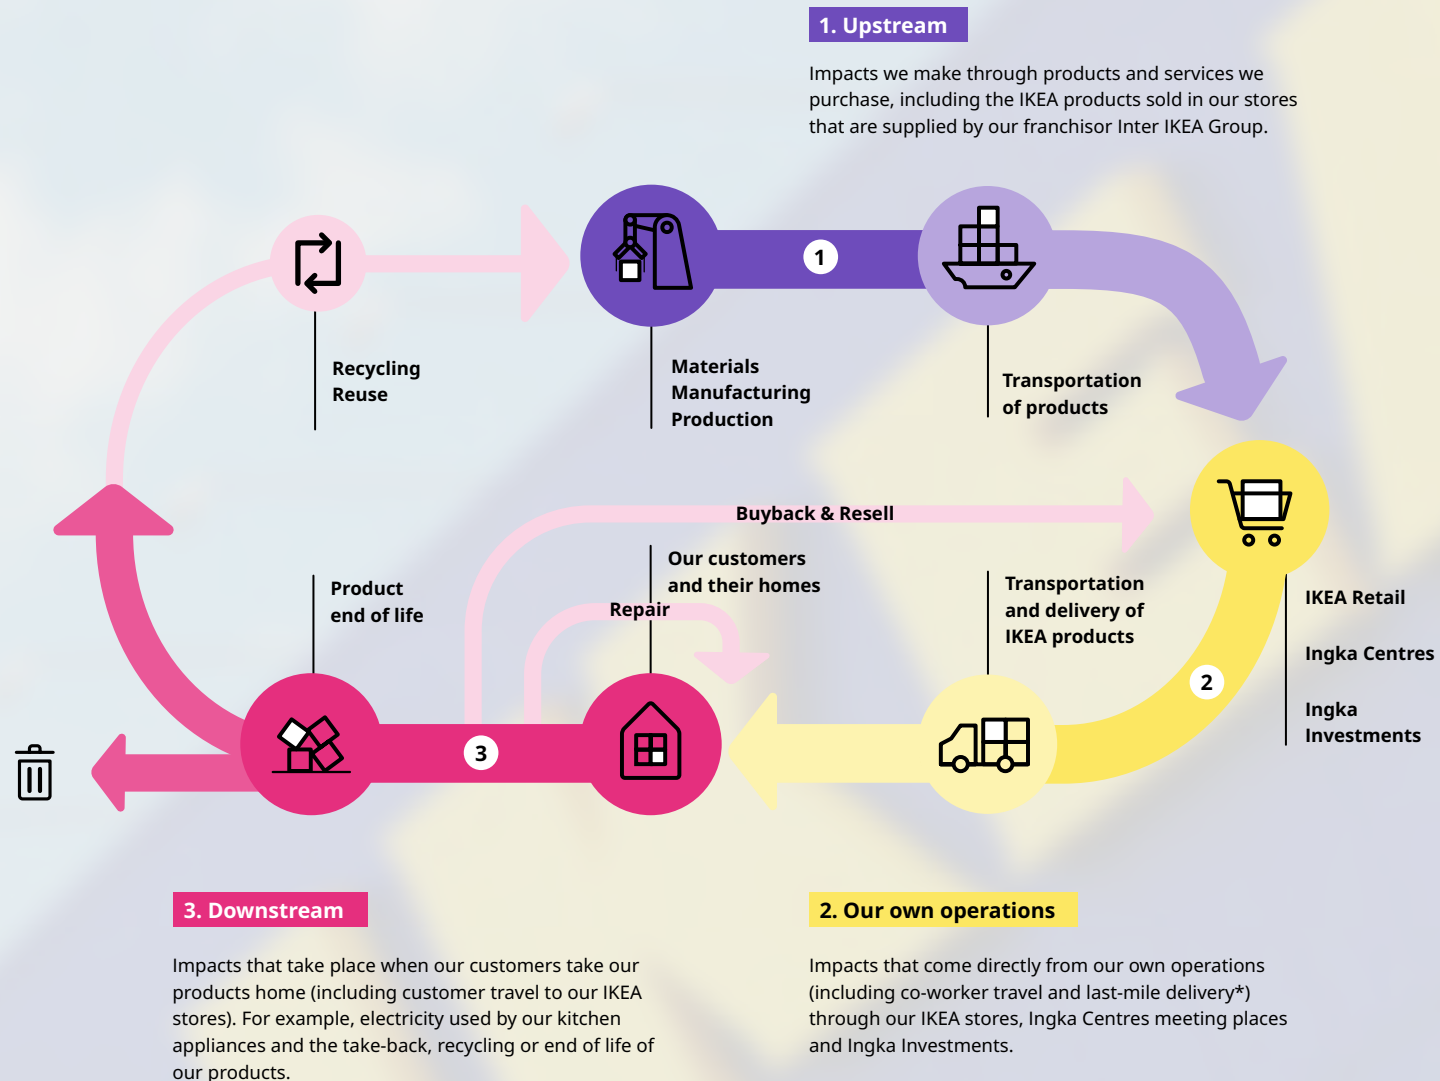 1. Upstream
Impacts we make through products and services we
purchase, including the IKEA products sold in our stores
that are supplied by our franchisor Inter IKEA Group.
1
Recycling
Reuse
Materials
Manufacturing
Production
Transportation
of products
Buyback & Resell
Our customers
and their homes
Repair
Product
end of life
Transportation
and delivery of
IKEA products
IKEA Retail
Ingka Centres
Ingka
Investments
2
3
3. Downstream
Impacts that take place when our customers take our
products home (including customer travel to our IKEA
stores). For example, electricity used by our kitchen
appliances and the take-back, recycling or end of life of
our products.
2. Our own operations
Impacts that come directly from our own operations
(including co-worker travel and last-mile delivery*)
through our IKEA stores, Ingka Centres meeting places
and Ingka Investments.